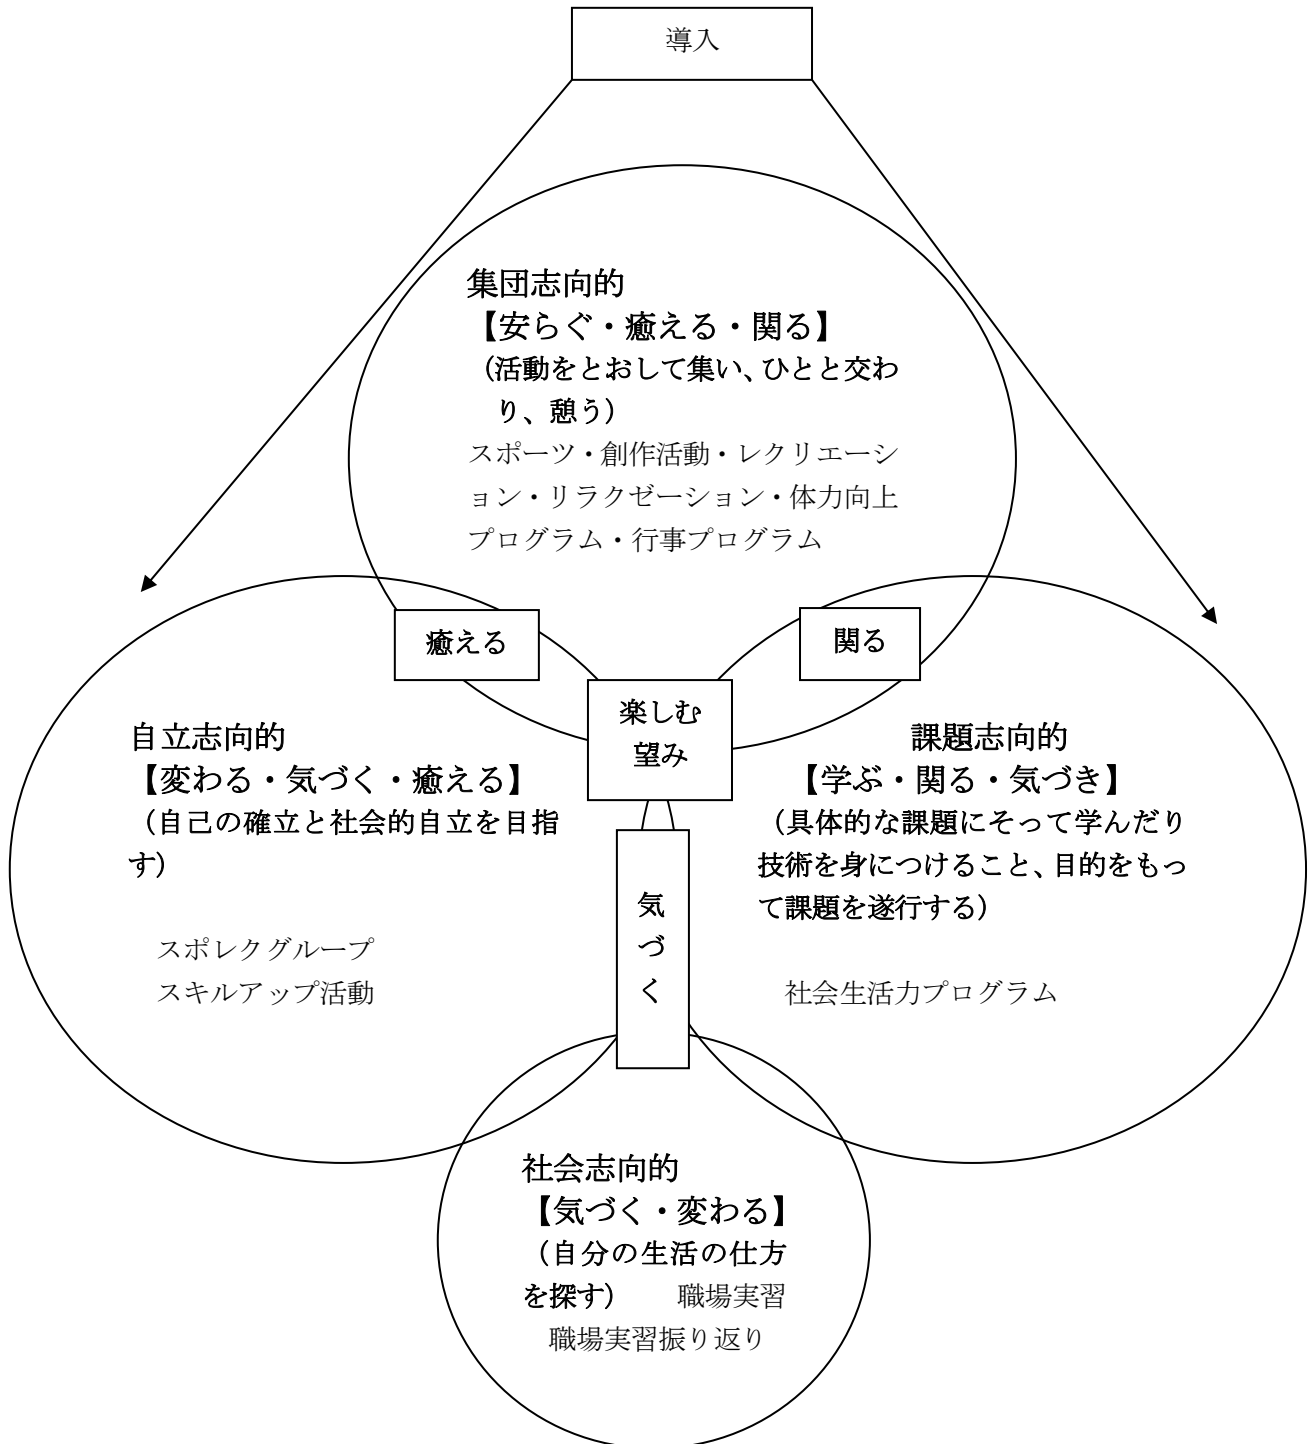 導入
集団志向的
【安らぐ・癒える・関る】
（活動をとおして集い、ひとと交わ
り、憩う）
スポーツ・創作活動・レクリエーシ
ョン・リラクゼーション・体力向上
プログラム・行事プログラム
癒える
関る
楽しむ
望み
自立志向的
【変わる・気づく・癒える】
（自己の確立と社会的自立を目指
す）
スポレクグループ
スキルアップ活動
課題志向的
【学ぶ・関る・気づき】
（具体的な課題にそって学んだり
技術を身につけること、目的をもっ
て課題を遂行する）
社会生活力プログラム
気
づ
く
社会志向的
【気づく・変わる】
（自分の生活の仕方
を探す）　　職場実習
職場実習振り返り